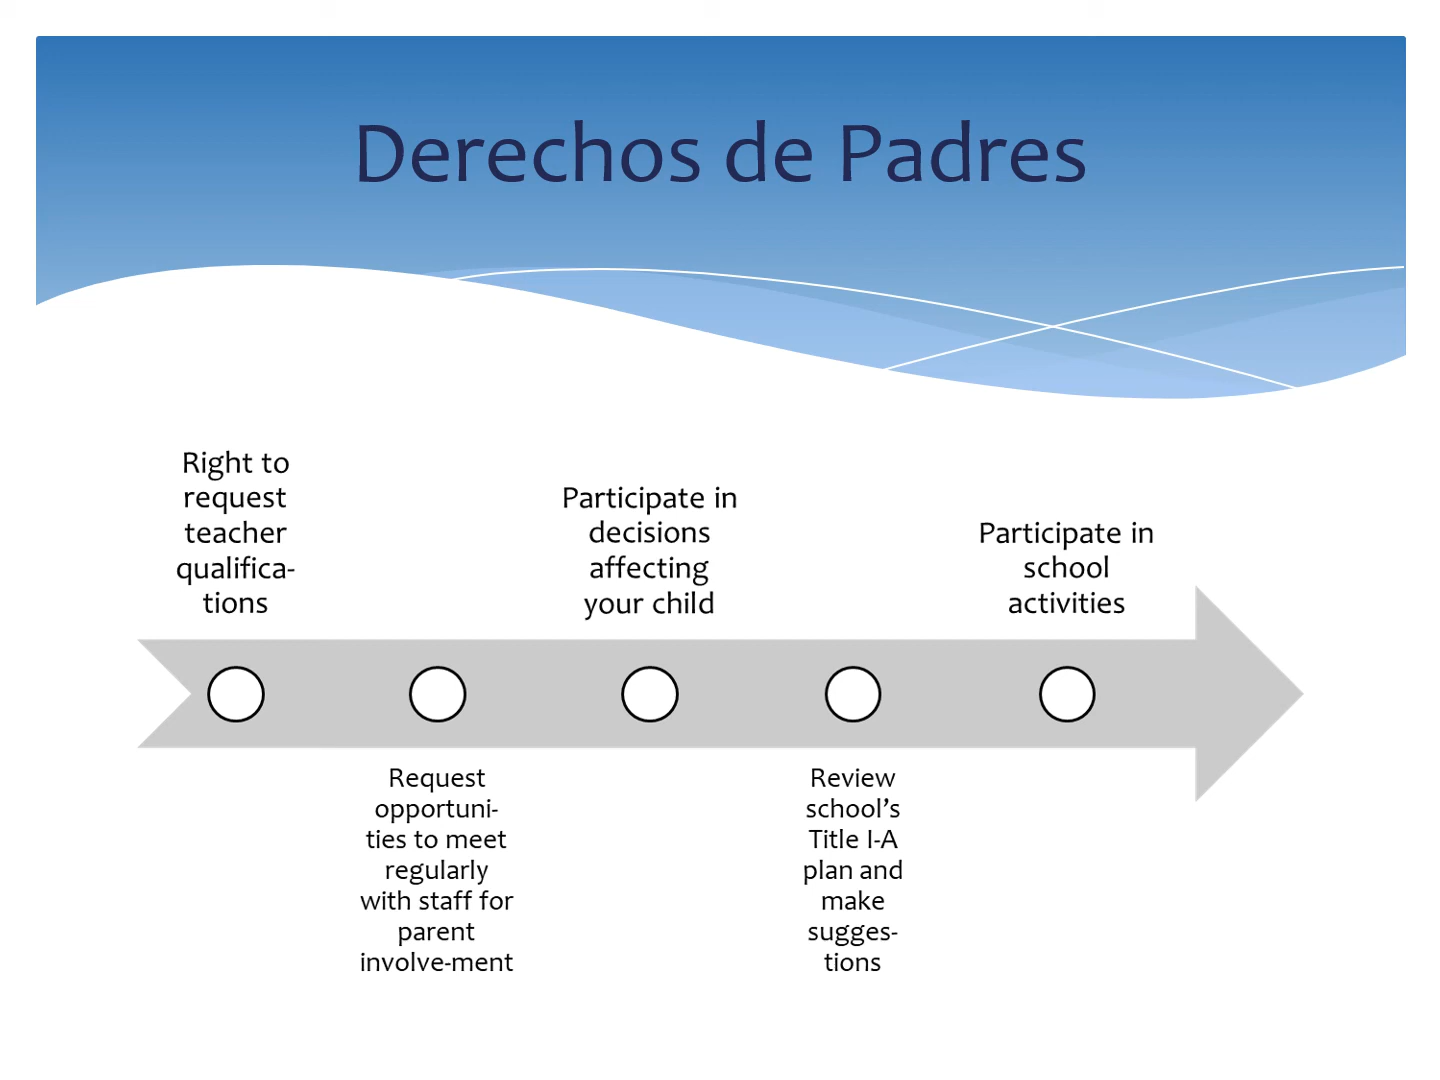 Derechos de Padres
Right to
request
teacher
qualifica-
tions
Request
opportuni-
ties to meet
regularly
with staff for
parent
involve-ment
Participate in
decisions
affecting
your child
Review
school’s
Title I-A
plan and
make
sugges-
tions
Participate in
school
activities